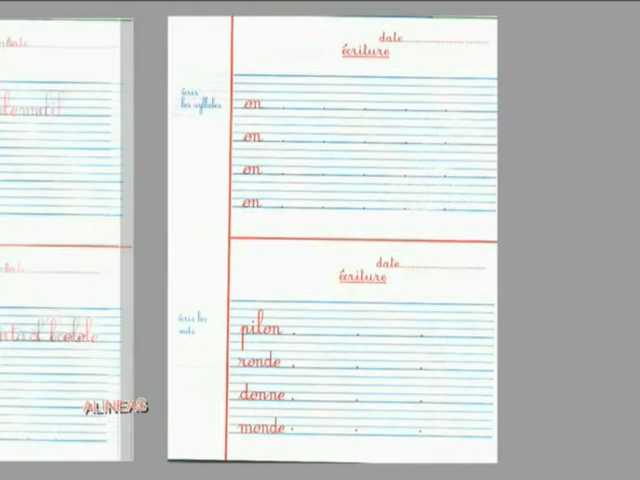 date
écriture
écris
les syllabes
on
on
on
on
date
écriture
écris les
mots
pilon
ronde
donne
monde
ALINEAS